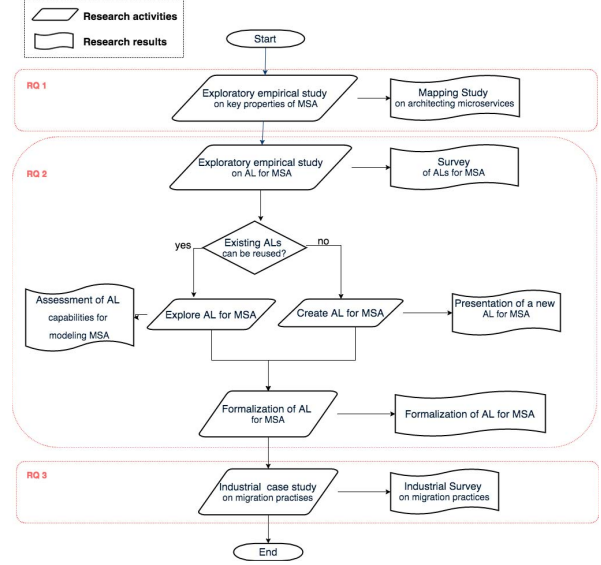 Research activities
Research results
Start
RQ 1
Exploratory empirical study
on key properties of MSA
Mapping Study
on architecting microservices
RQ 2
Exploratory empirical study
on AL for MSA
Survey
of ALs for MSA
Existing ALs
can be reused?
yes
no
Assessment of AL
capabilities for
modeling MSA
Explore AL for MSA
Create AL for MSA
Presentation of a new
AL for MSA
Formalization of AL
for MSA
Formalization of AL for MSA
RQ 3
Industrial case study
on migration practises
Industrial Survey
on migration practices
End